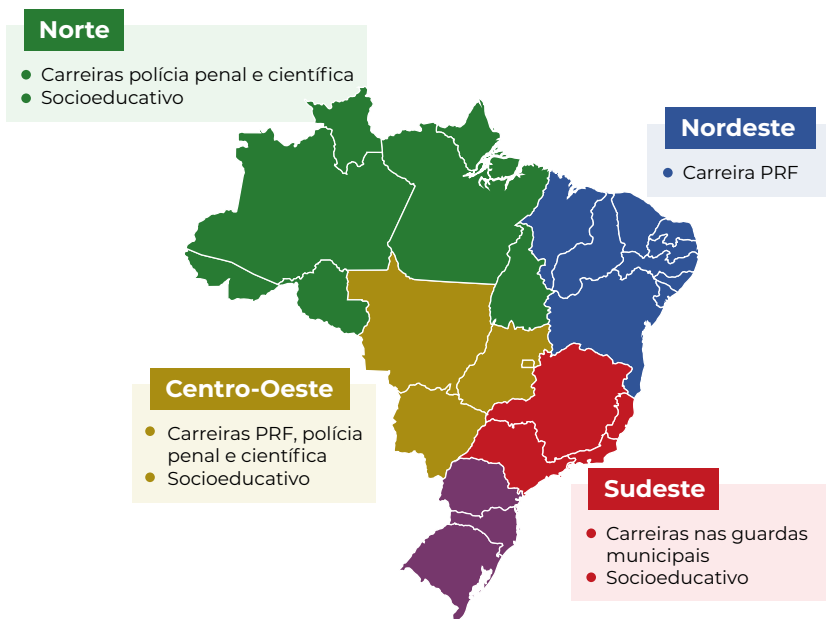 Norte
Carreiras polícia penal e científica
Socioeducativo
Nordeste
Carreira PRF
Centro-Oeste
Carreiras PRF, polícia
penal e científica
Socioeducativo
Sudeste
Carreiras nas guardas
municipais
Socioeducativo